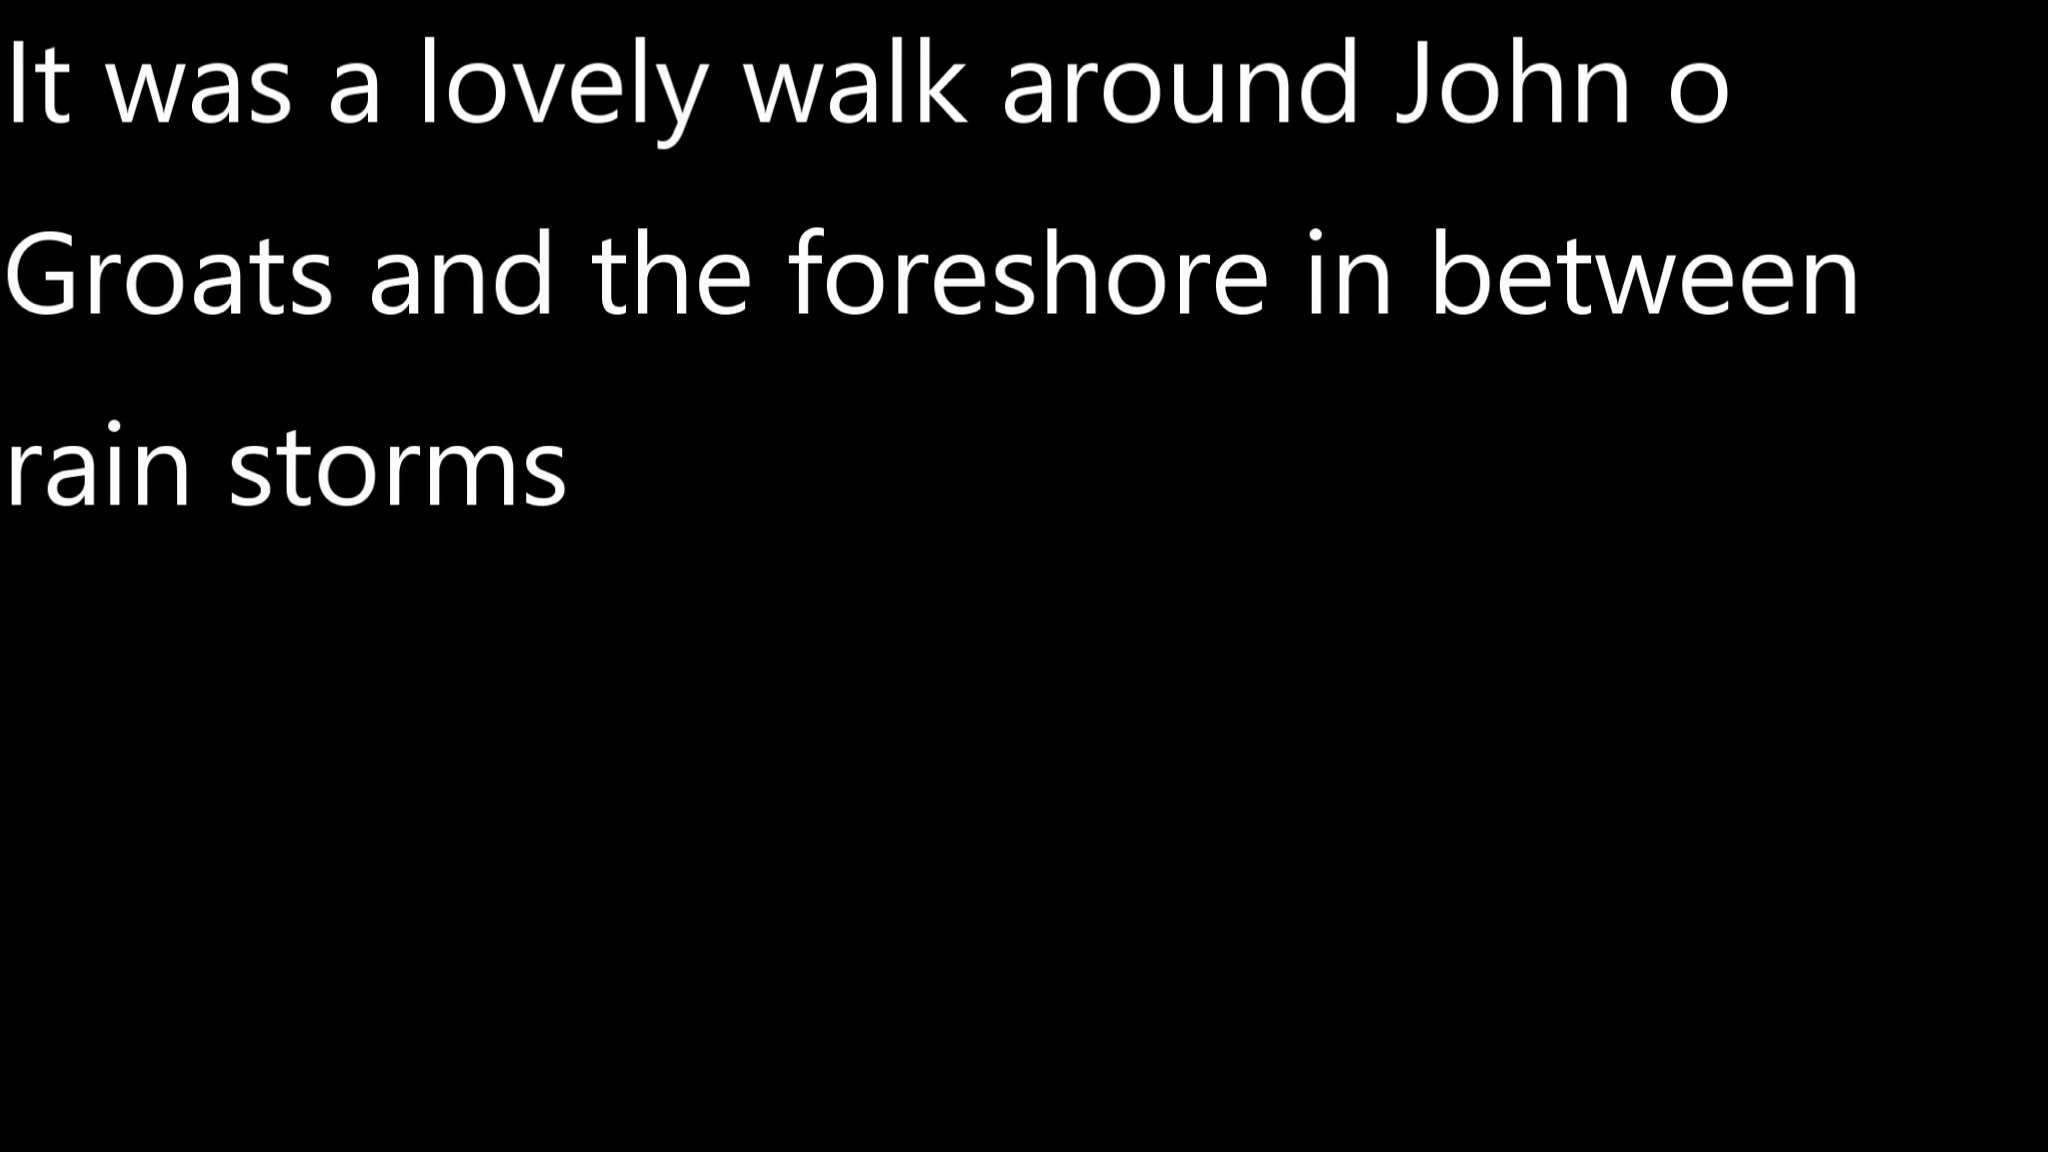 It was a lovely walk around John o
Groats and the foreshore in between
rain storms